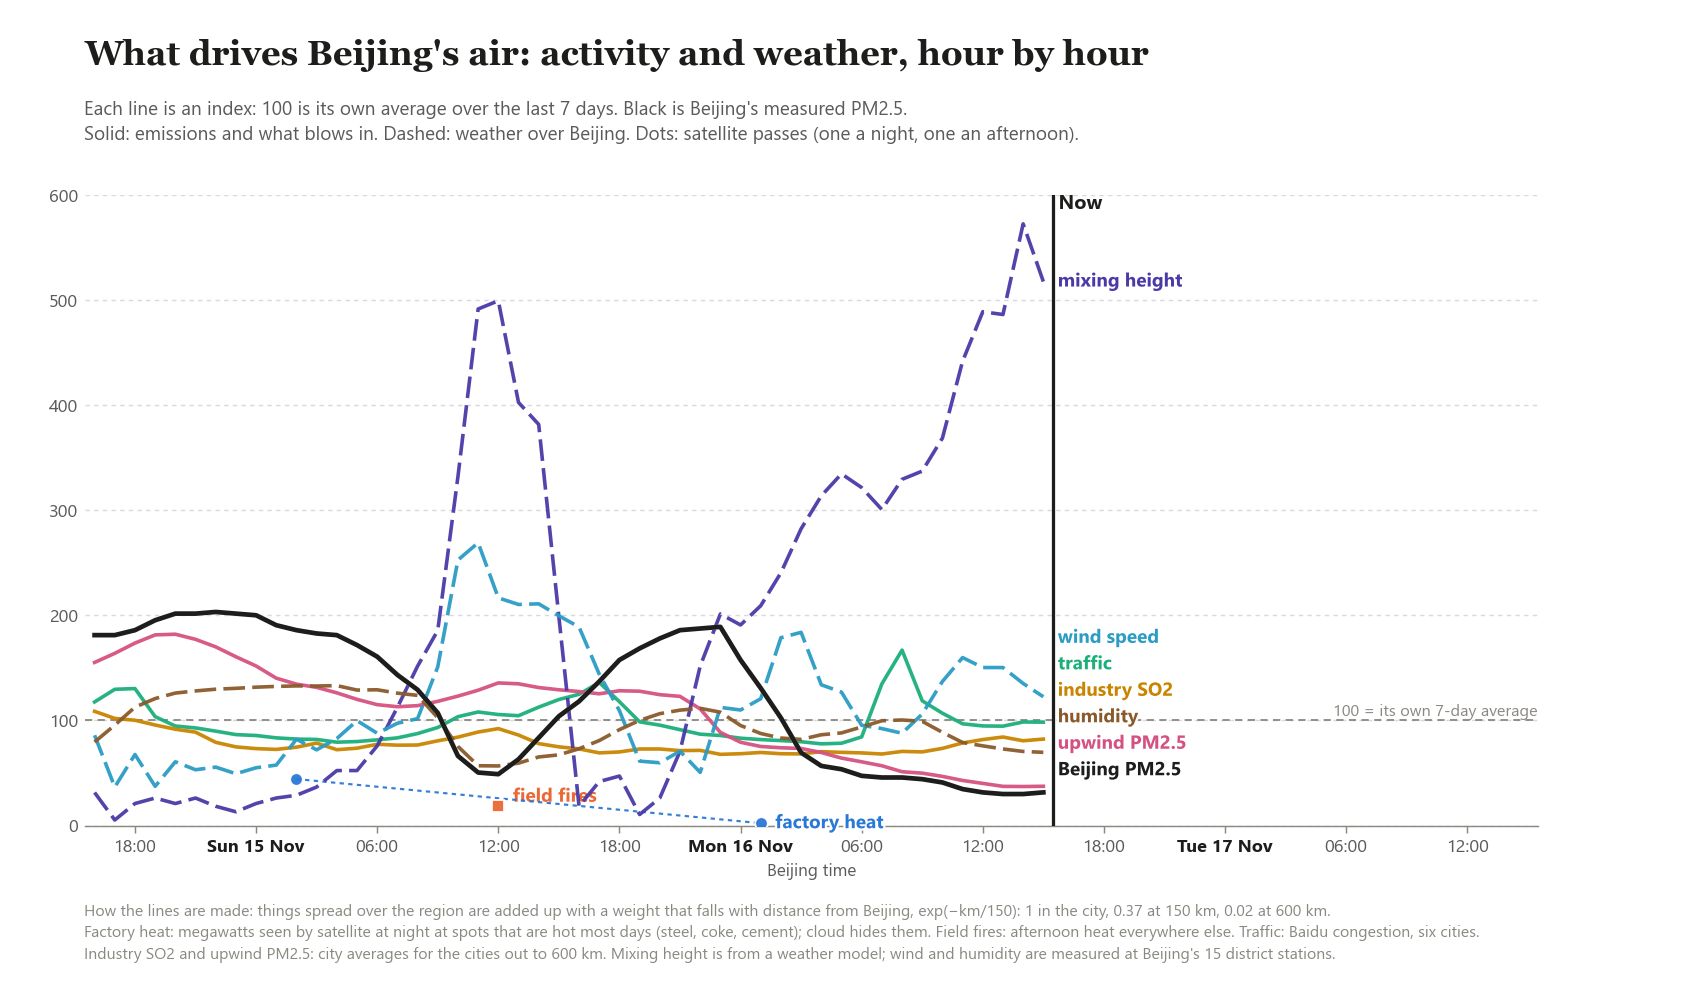 What drives Beijing's air: activity and weather, hour by hour
Each line is an index: 100 is its own average over the last 7 days. Black is Beijing's measured PM2.5.
Solid: emissions and what blows in. Dashed: weather over Beijing. Dots: satellite passes (one a night, one an afternoon).
600
Now
500
mixing height
400
300
200
wind speed
traffic
industry SO2
100
humidity
100 = its own 7-day average
upwind PM2.5
Beijing PM2.5
field fires
factory heat
0
18:00
Sun 15 Nov
06:00
12:00
18:00
Mon 16 Nov
06:00
12:00
18:00
Tue 17 Nov
06:00
12:00
Beijing time
How the lines are made: things spread over the region are added up with a weight that falls with distance from Beijing, exp(−km/150): 1 in the city, 0.37 at 150 km, 0.02 at 600 km.
Factory heat: megawatts seen by satellite at night at spots that are hot most days (steel, coke, cement); cloud hides them. Field fires: afternoon heat everywhere else. Traffic: Baidu congestion, six cities.
Industry SO2 and upwind PM2.5: city averages for the cities out to 600 km. Mixing height is from a weather model; wind and humidity are measured at Beijing's 15 district stations.